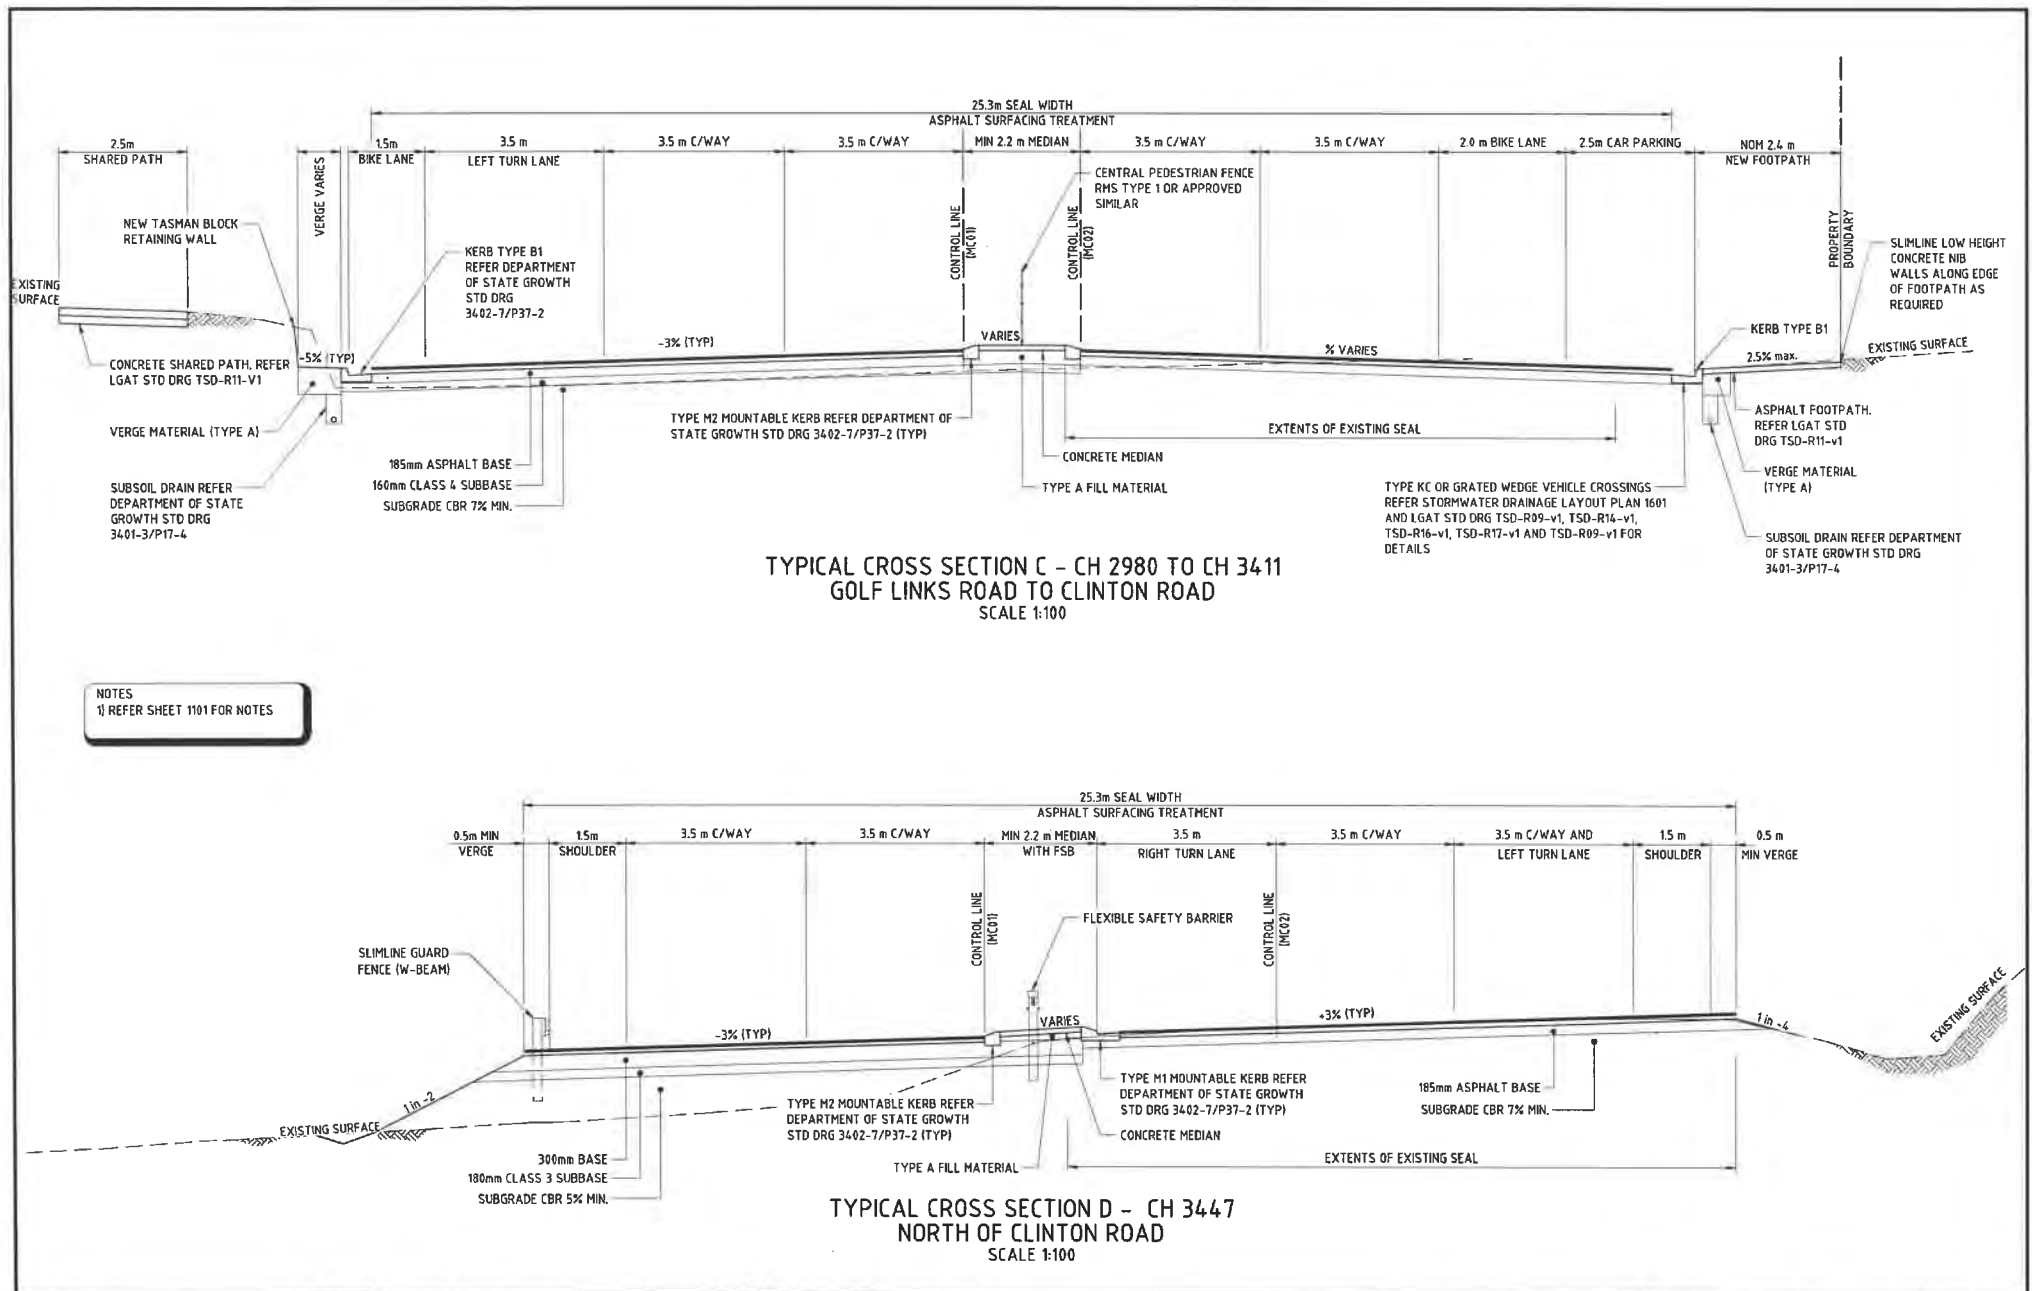 25.3m SEAL WIDTH
ASPHALT SURFACING TREATMENT
2.5m
SHARED PATH
VERGE VARIES
1.5m
BIKE LANE
3.5 m
LEFT TURN LANE
3.5 m C/WAY
3.5 m C/WAY
MIN 2.2 m MEDIAN
3.5 m C/WAY
3.5 m C/WAY
2.0 m BIKE LANE
2.5m CAR PARKING
NOM 2.4 m
NEW FOOTPATH
CENTRAL PEDESTRIAN FENCE
RMS TYPE 1 OR APPROVED
SIMILAR
NEW TASMAN BLOCK
RETAINING WALL
KERB TYPE B1
REFER DEPARTMENT
OF STATE GROWTH
STD DRG
3402-7/P37-2
CONTROL LINE
(MC01)
CONTROL LINE
(MC02)
PROPERTY
BOUNDARY
SLIMLINE LOW HEIGHT
CONCRETE NIB
WALLS ALONG EDGE
OF FOOTPATH AS
REQUIRED
EXISTING
SURFACE
CONCRETE SHARED PATH. REFER
LGAT STD DRG TSD-R11-V1
-5% (TYP)
-3% (TYP)
VARIES
% VARIES
KERB TYPE B1
2.5% max.
EXISTING SURFACE
VERGE MATERIAL (TYPE A)
TYPE M2 MOUNTABLE KERB REFER DEPARTMENT OF
STATE GROWTH STD DRG 3402-7/P37-2 (TYP)
EXTENTS OF EXISTING SEAL
ASPHALT FOOTPATH.
REFER LGAT STD
DRG TSD-R11-v1
185mm ASPHALT BASE
160mm CLASS 4 SUBBASE
SUBGRADE CBR 7% MIN.
CONCRETE MEDIAN
TYPE A FILL MATERIAL
VERGE MATERIAL
(TYPE A)
SUBSOIL DRAIN REFER
DEPARTMENT OF STATE
GROWTH STD DRG
3401-3/P17-4
TYPE KC OR GRATED WEDGE VEHICLE CROSSINGS
REFER STORMWATER DRAINAGE LAYOUT PLAN 1601
AND LGAT STD DRG TSD-R09-v1, TSD-R14-v1,
TSD-R16-v1, TSD-R17-v1 AND TSD-R09-v1 FOR
DETAILS
SUBSOIL DRAIN REFER DEPARTMENT
OF STATE GROWTH STD DRG
3401-3/P17-4
TYPICAL CROSS SECTION C - CH 2980 TO CH 3411
GOLF LINKS ROAD TO CLINTON ROAD
SCALE 1:100
NOTES
1) REFER SHEET 1101 FOR NOTES
25.3m SEAL WIDTH
ASPHALT SURFACING TREATMENT
0.5m MIN
VERGE
1.5m
SHOULDER
3.5 m C/WAY
3.5 m C/WAY
MIN 2.2 m MEDIAN
WITH FSB
3.5 m
RIGHT TURN LANE
3.5 m C/WAY
3.5 m C/WAY AND
LEFT TURN LANE
1.5 m
SHOULDER
0.5 m
MIN VERGE
CONTROL LINE
(MC01)
FLEXIBLE SAFETY BARRIER
CONTROL LINE
(MC02)
SLIMLINE GUARD
FENCE (W-BEAM)
-3% (TYP)
VARIES
+3% (TYP)
1 in -4
EXISTING SURFACE
1 in -2
EXISTING SURFACE
TYPE M2 MOUNTABLE KERB REFER
DEPARTMENT OF STATE GROWTH
STD DRG 3402-7/P37-2 (TYP)
TYPE M1 MOUNTABLE KERB REFER
DEPARTMENT OF STATE GROWTH
STD DRG 3402-7/P37-2 (TYP)
185mm ASPHALT BASE
SUBGRADE CBR 7% MIN.
CONCRETE MEDIAN
300mm BASE
180mm CLASS 3 SUBBASE
SUBGRADE CBR 5% MIN.
TYPE A FILL MATERIAL
EXTENTS OF EXISTING SEAL
TYPICAL CROSS SECTION D - CH 3447
NORTH OF CLINTON ROAD
SCALE 1:100